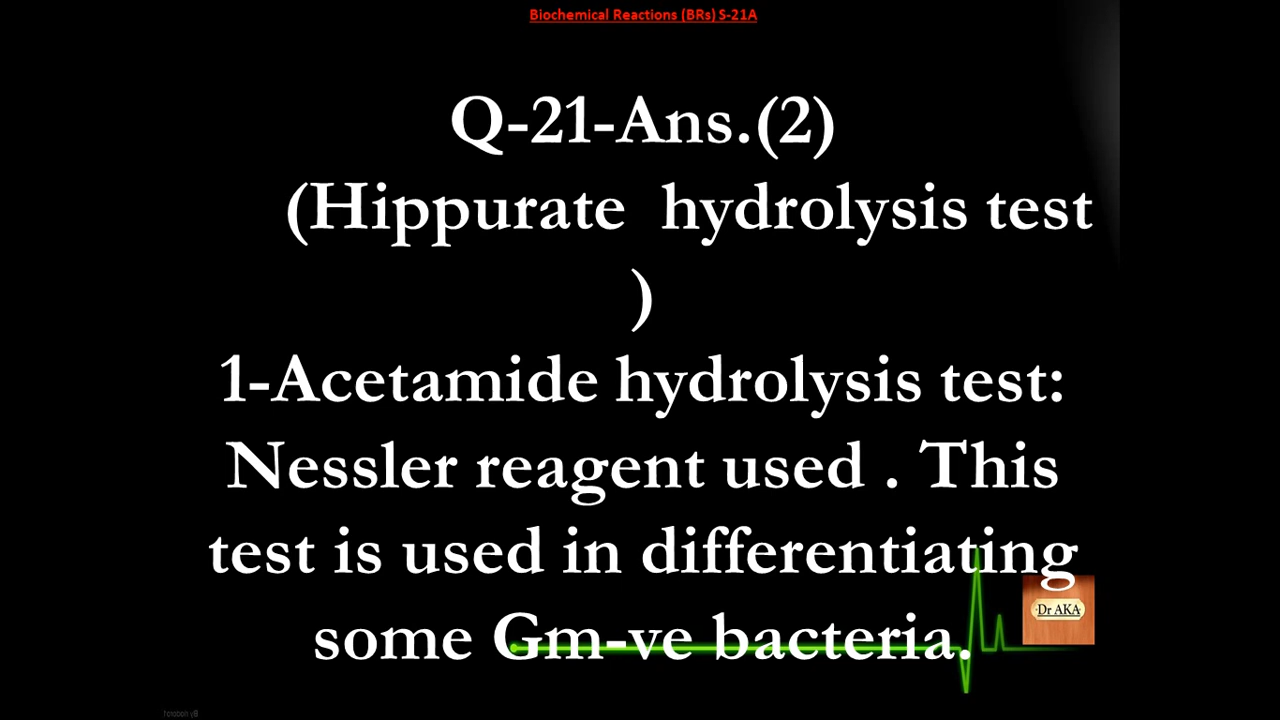 Biochemical Reactions (BRs) S-21A
Q-21-Ans.(2)
(Hippurate hydrolysis test
)
1-Acetamide hydrolysis test:
Nessler reagent used . This
test is used in differentiating
some Gm-ve bacteria.
Dr AKA